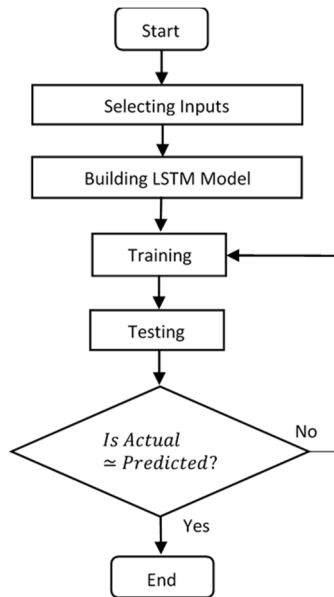 Start
Selecting Inputs
Building LSTM Model
Training
Testing
Is Actual
≃ Predicted?
No
Yes
End